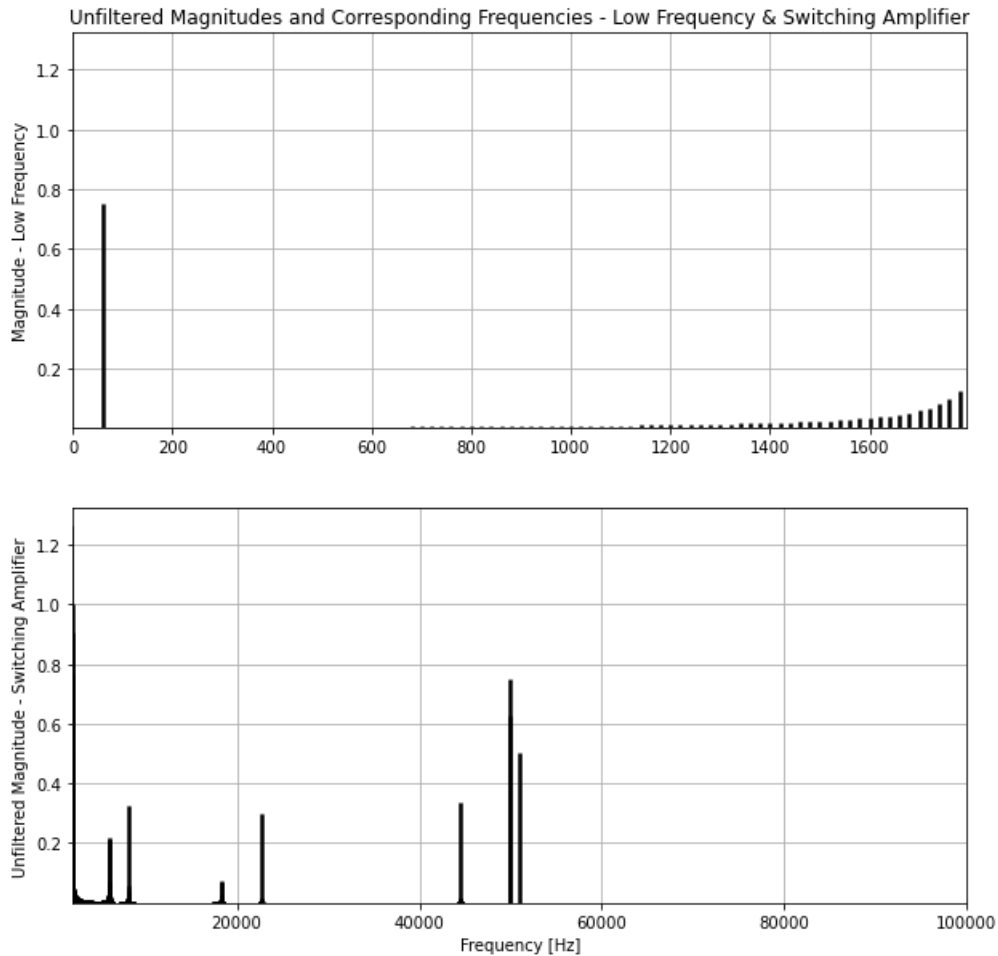 Unfiltered Magnitudes and Corresponding Frequencies - Low Frequency & Switching Amplifier
Magnitude - Low Frequency
1.2
1.0
0.8
0.6
0.4
0.2
0 200 400 600 800 1000 1200 1400 1600
Unfiltered Magnitude - Switching Amplifier
1.2
1.0
0.8
0.6
0.4
0.2
20000 40000 60000 80000 100000
Frequency [Hz]